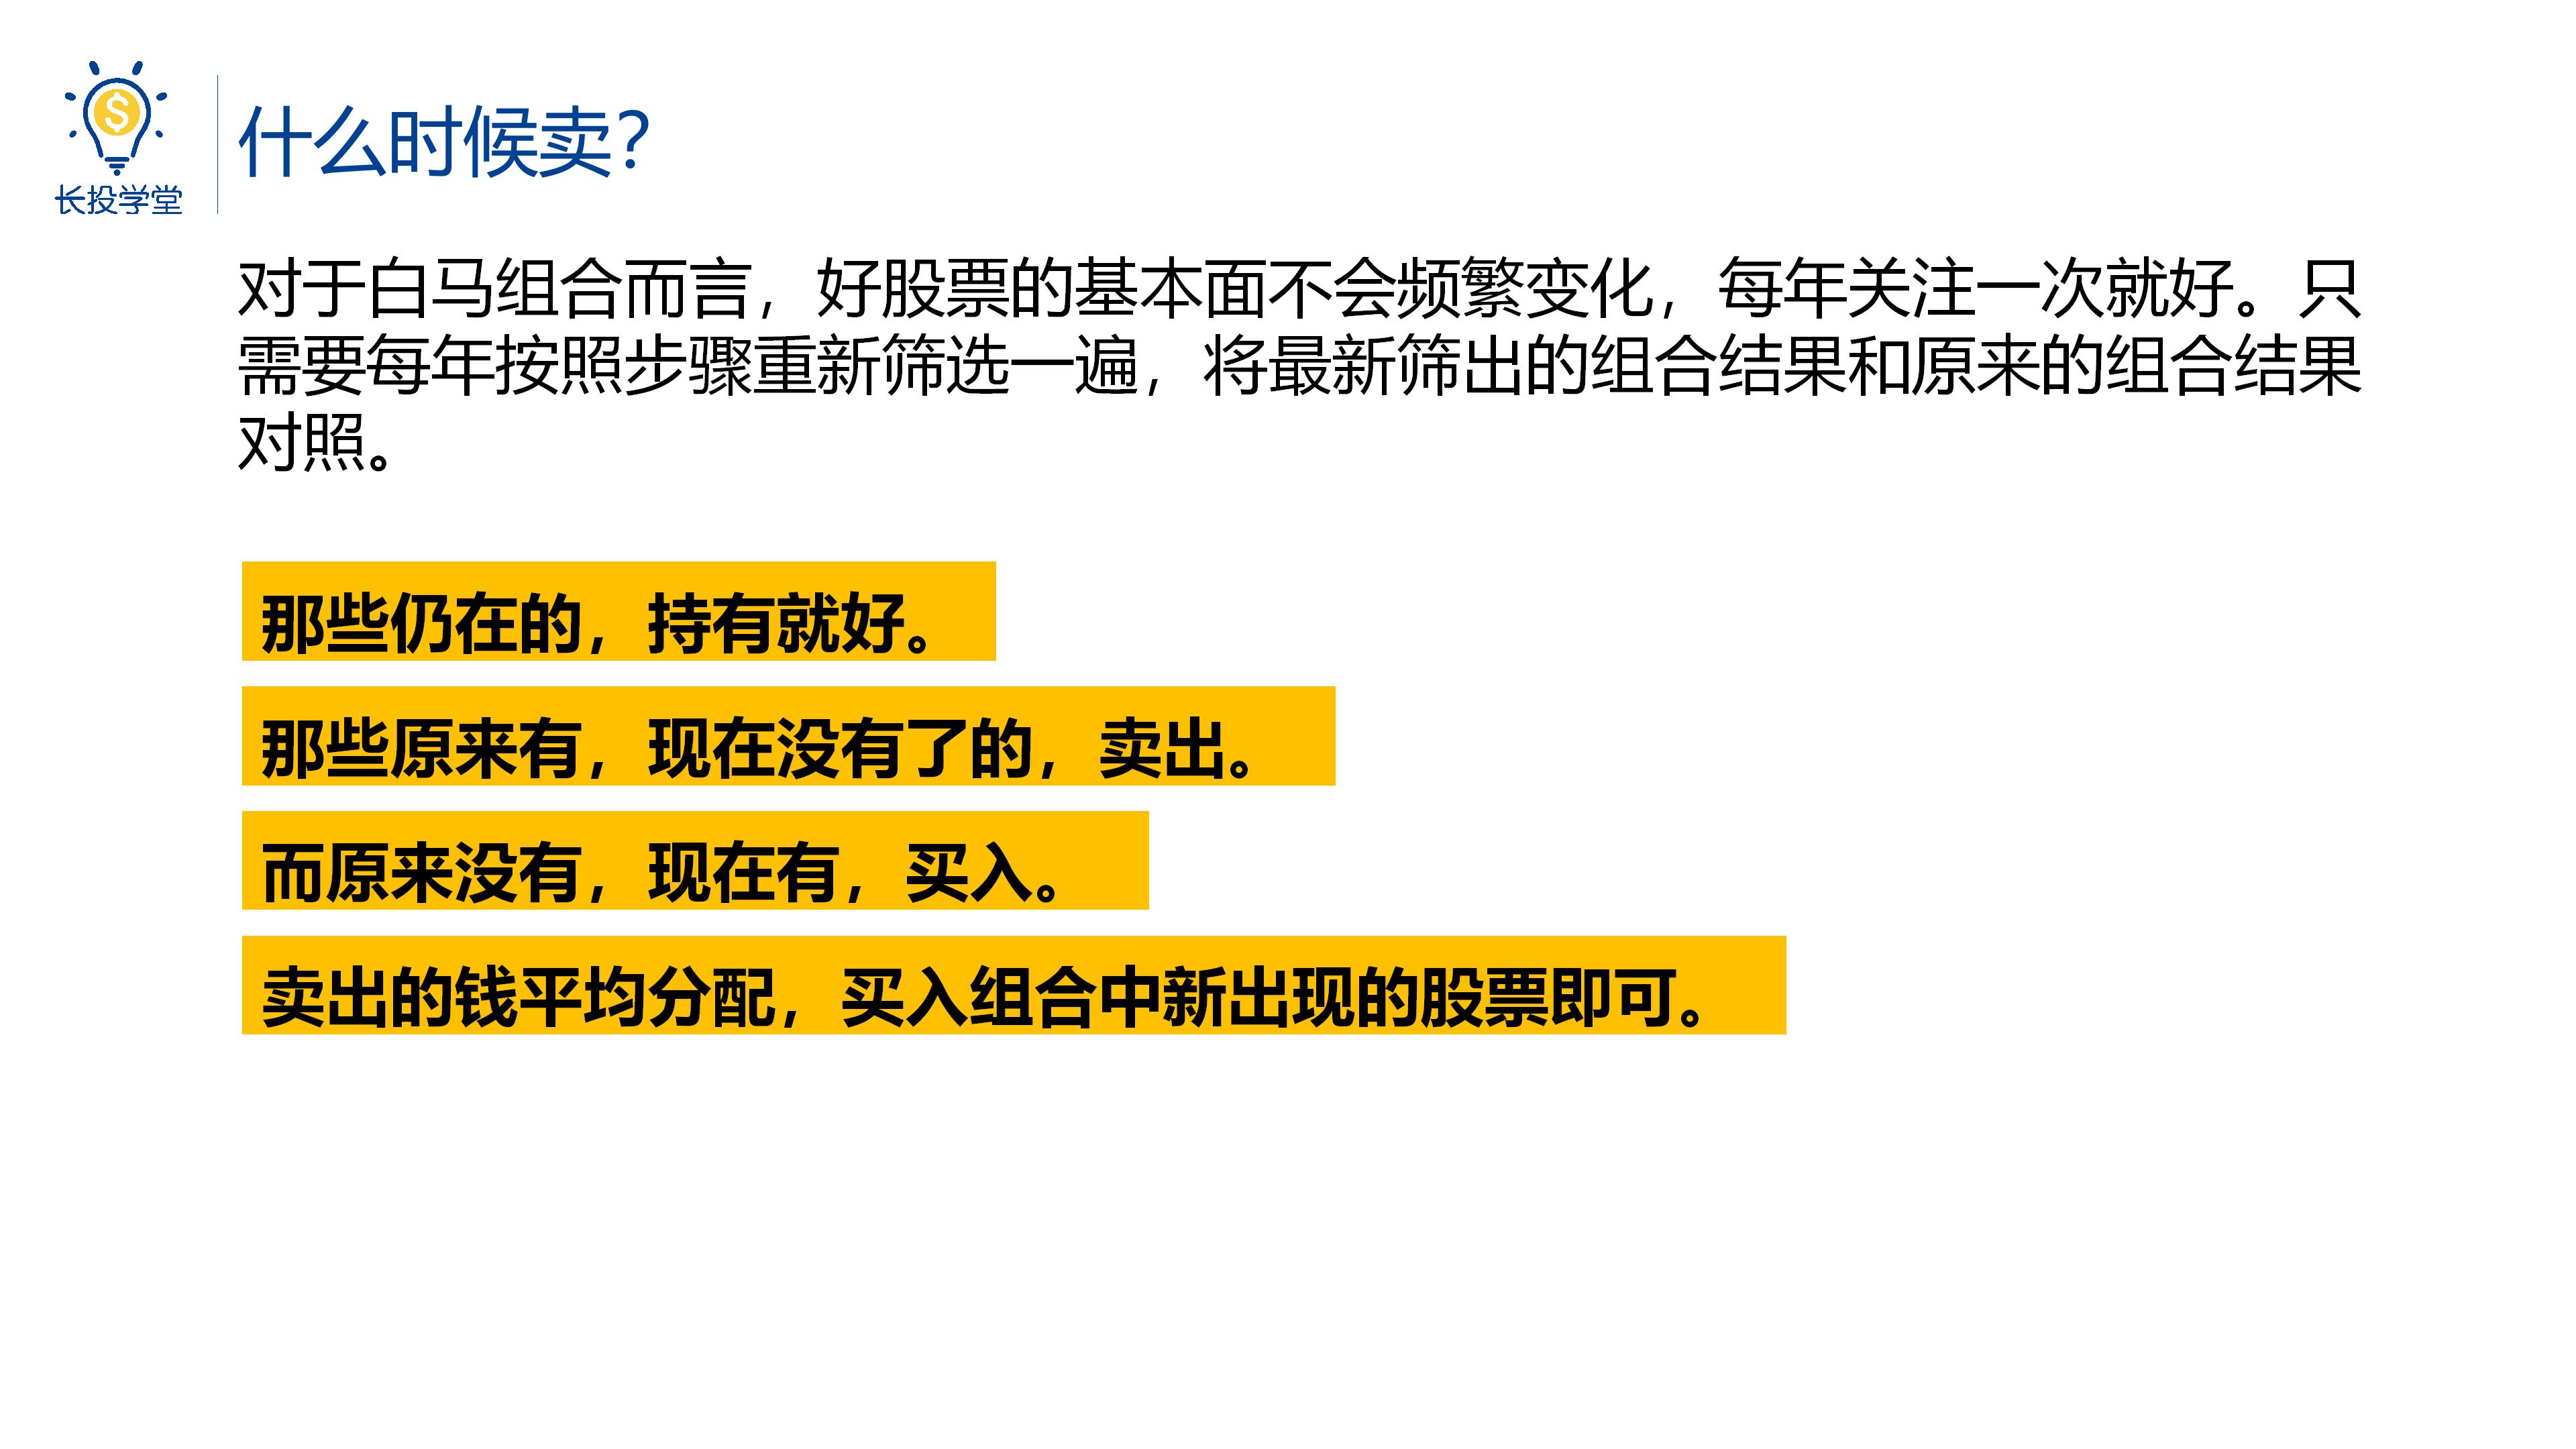 长投学堂
什么时候卖？
对于白马组合而言，好股票的基本面不会频繁变化，每年关注一次就好。只
需要每年按照步骤重新筛选一遍，将最新筛出的组合结果和原来的组合结果
对照。
那些仍在的，持有就好。
那些原来有，现在没有了的，卖出。
而原来没有，现在有，买入。
卖出的钱平均分配，买入组合中新出现的股票即可。